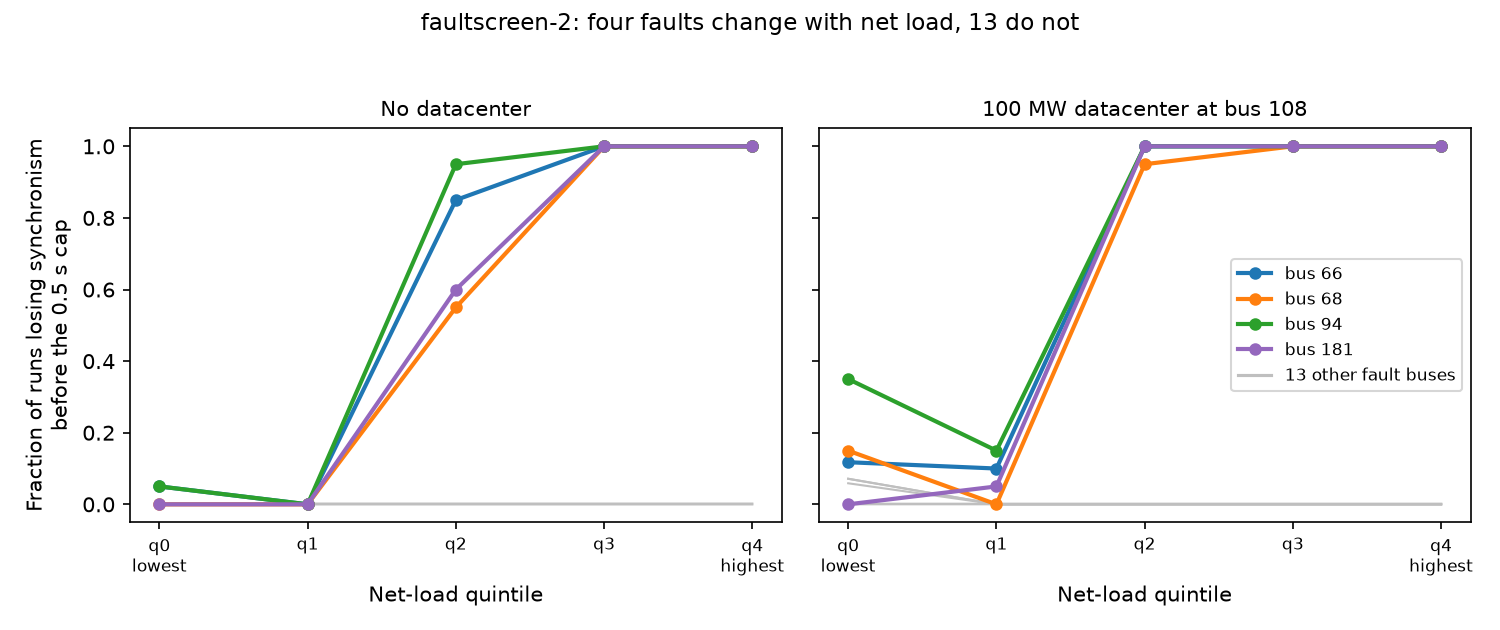 faultscreen-2: four faults change with net load, 13 do not
No datacenter
Fraction of runs losing synchronism
before the 0.5 s cap
1.0
0.8
0.6
0.4
0.2
0.0
q0
lowest
q1
q2
q3
q4
highest
Net-load quintile
100 MW datacenter at bus 108
bus 66
bus 68
bus 94
bus 181
13 other fault buses
q0
lowest
q1
q2
q3
q4
highest
Net-load quintile